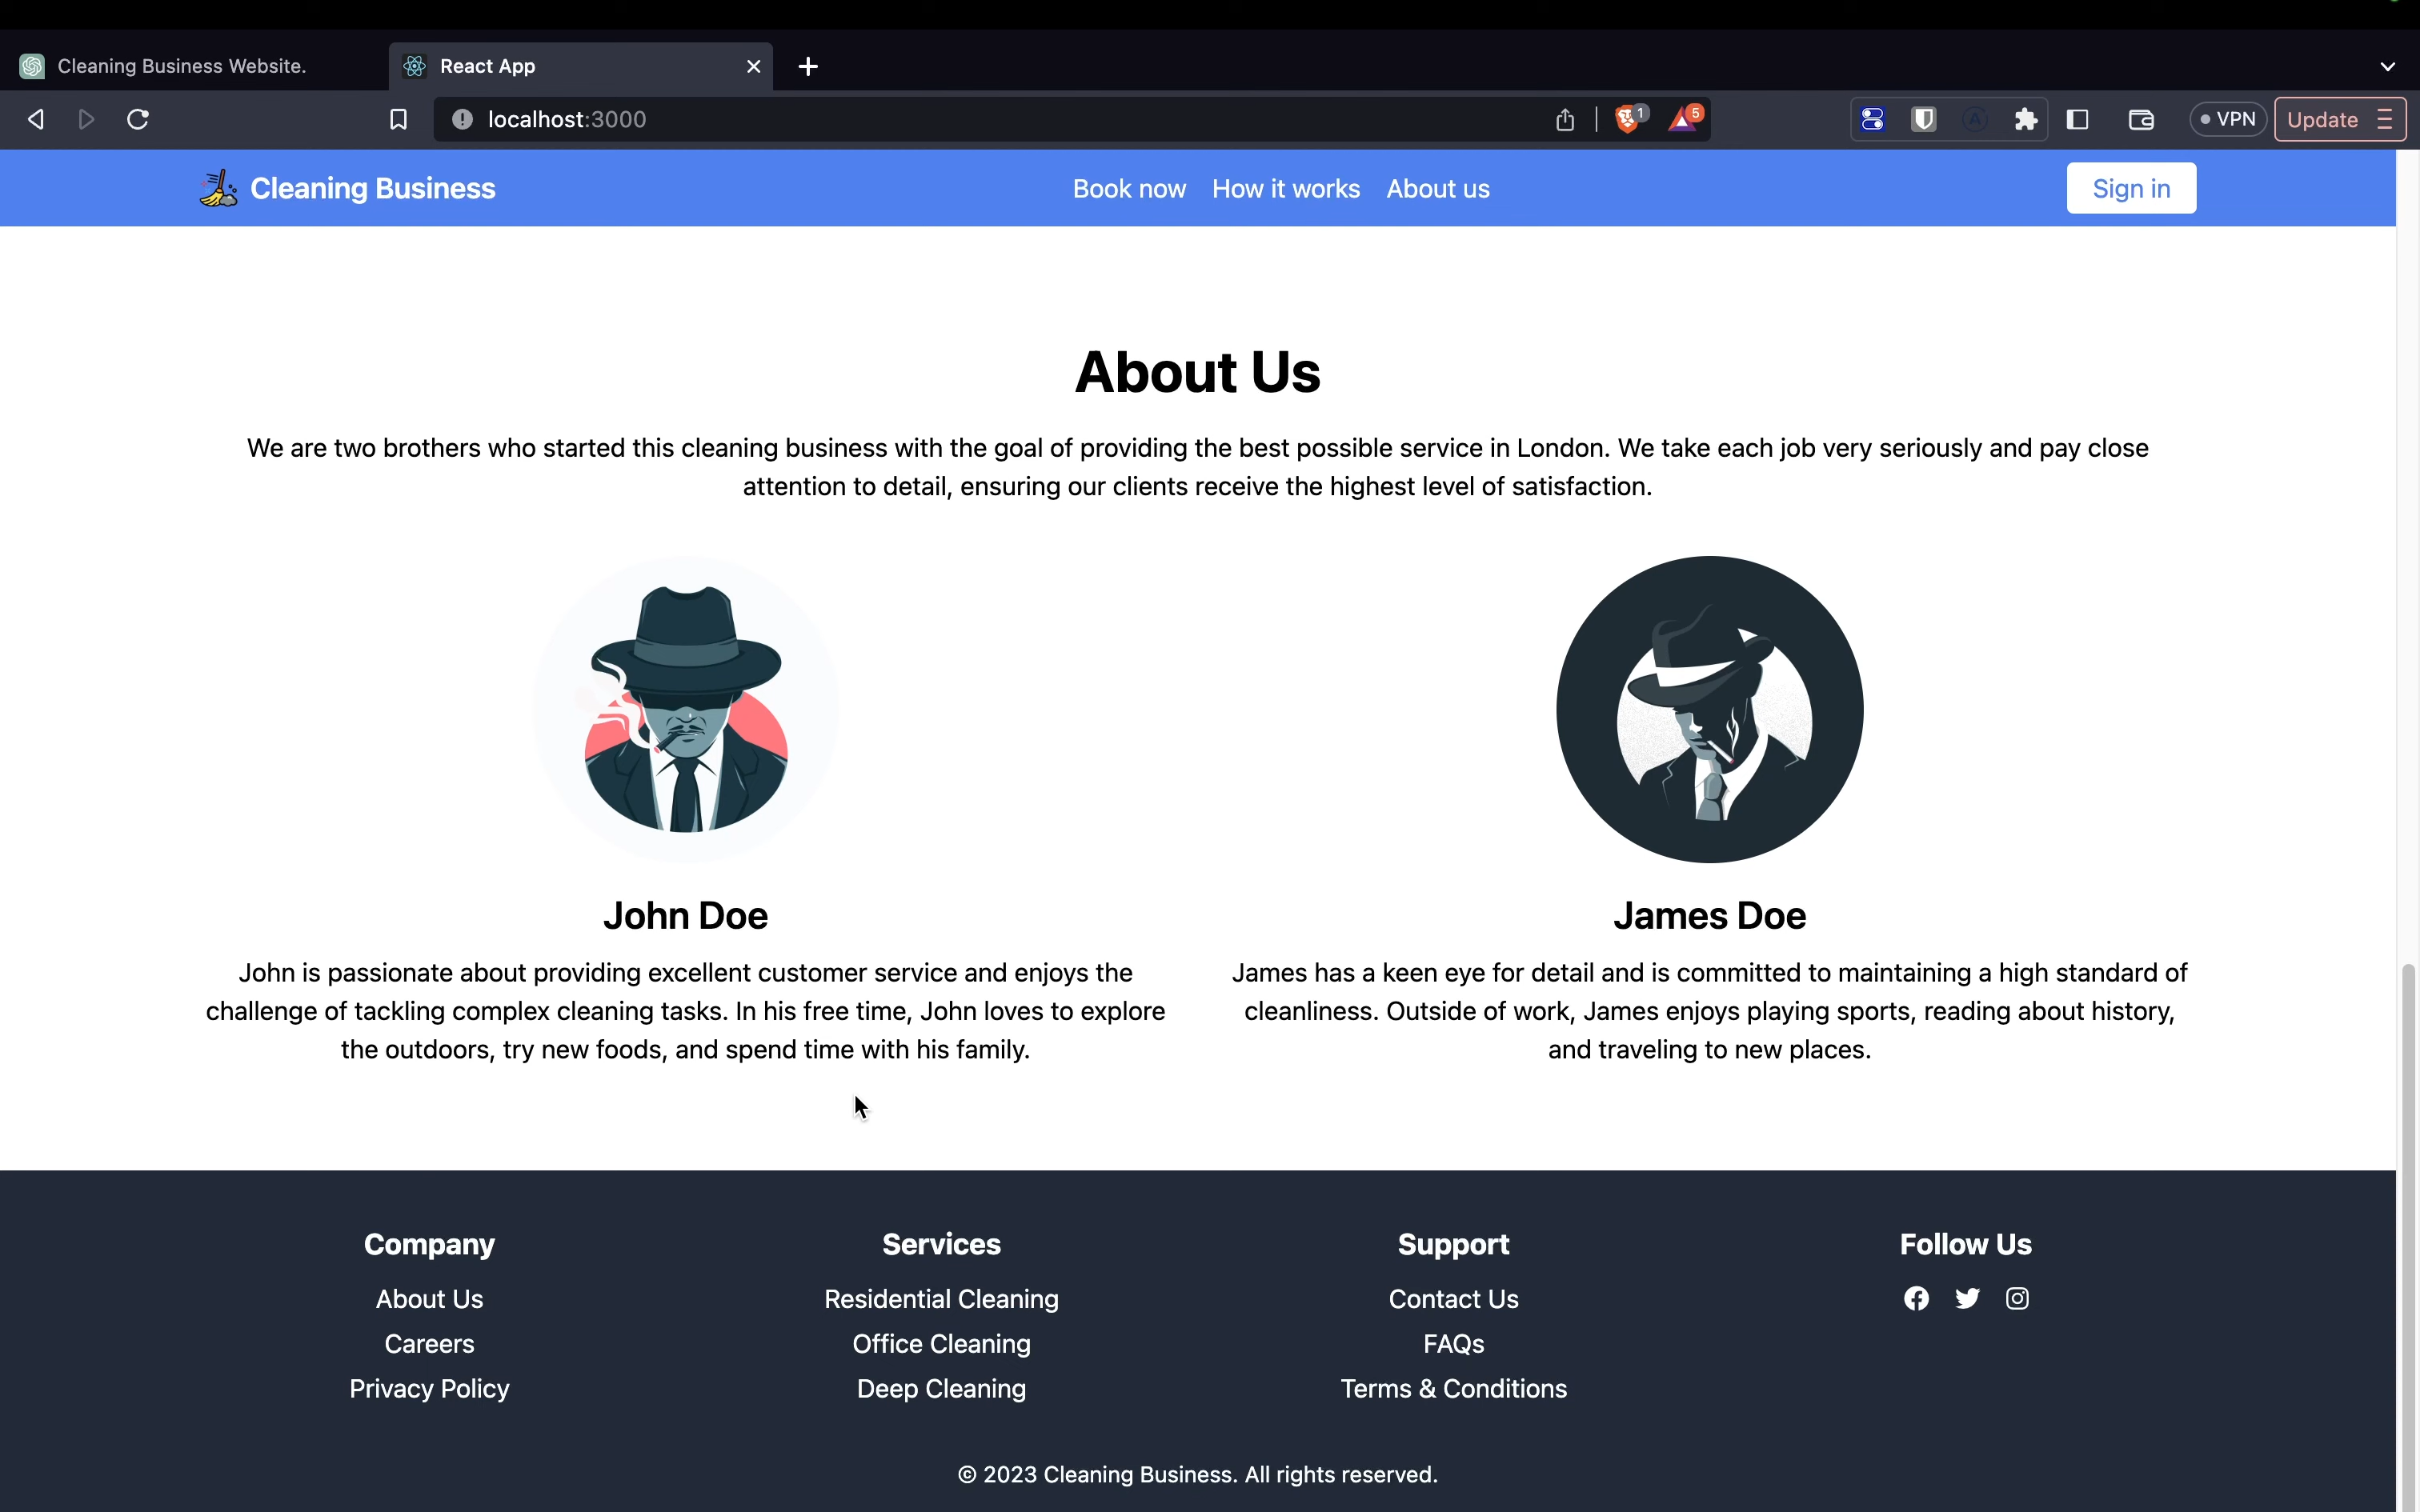 Cleaning Business Website.
React App
localhost:3000
1
5
VPN
Update
Cleaning Business
Book now
How it works
About us
Sign in
About Us
We are two brothers who started this cleaning business with the goal of providing the best possible service in London. We take each job very seriously and pay close
attention to detail, ensuring our clients receive the highest level of satisfaction.
John Doe
John is passionate about providing excellent customer service and enjoys the
challenge of tackling complex cleaning tasks. In his free time, John loves to explore
the outdoors, try new foods, and spend time with his family.
James Doe
James has a keen eye for detail and is committed to maintaining a high standard of
cleanliness. Outside of work, James enjoys playing sports, reading about history,
and traveling to new places.
Company
About Us
Careers
Privacy Policy
Services
Residential Cleaning
Office Cleaning
Deep Cleaning
Support
Contact Us
FAQs
Terms & Conditions
Follow Us
© 2023 Cleaning Business. All rights reserved.